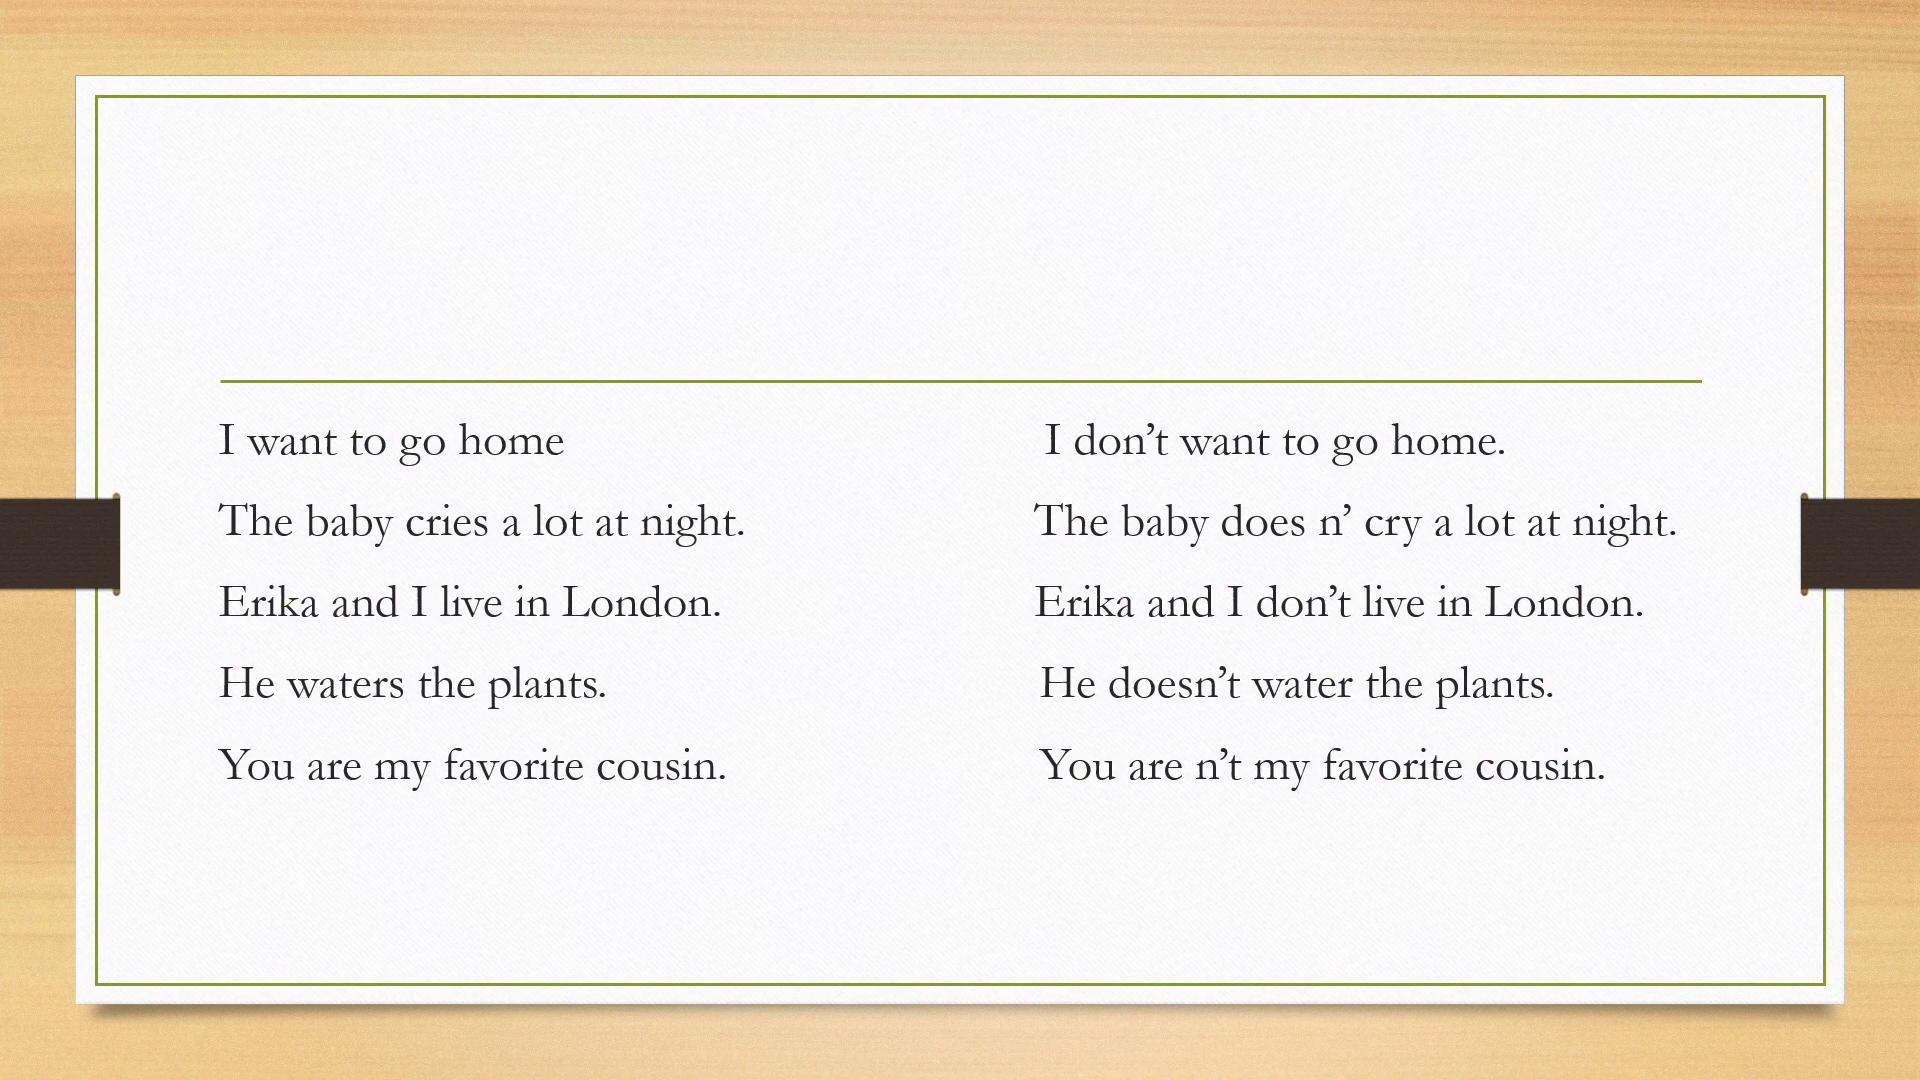 I want to go home I don’t want to go home.
The baby cries a lot at night. The baby does n’ cry a lot at night.
Erika and I live in London. Erika and I don’t live in London.
He waters the plants. He doesn’t water the plants.
You are my favorite cousin. You are n’t my favorite cousin.